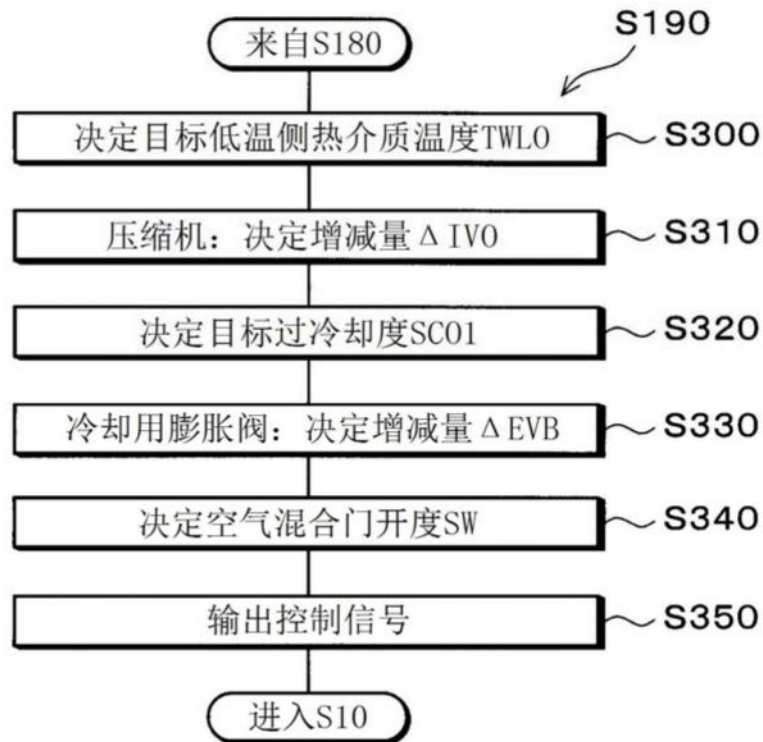 来自S180
S190
决定目标低温侧热介质温度TWLO
S300
压缩机：决定增减量ΔIVO
S310
决定目标过冷却度SCO1
S320
冷却用膨胀阀：决定增减量ΔEVB
S330
决定空气混合门开度SW
S340
输出控制信号
S350
进入S10